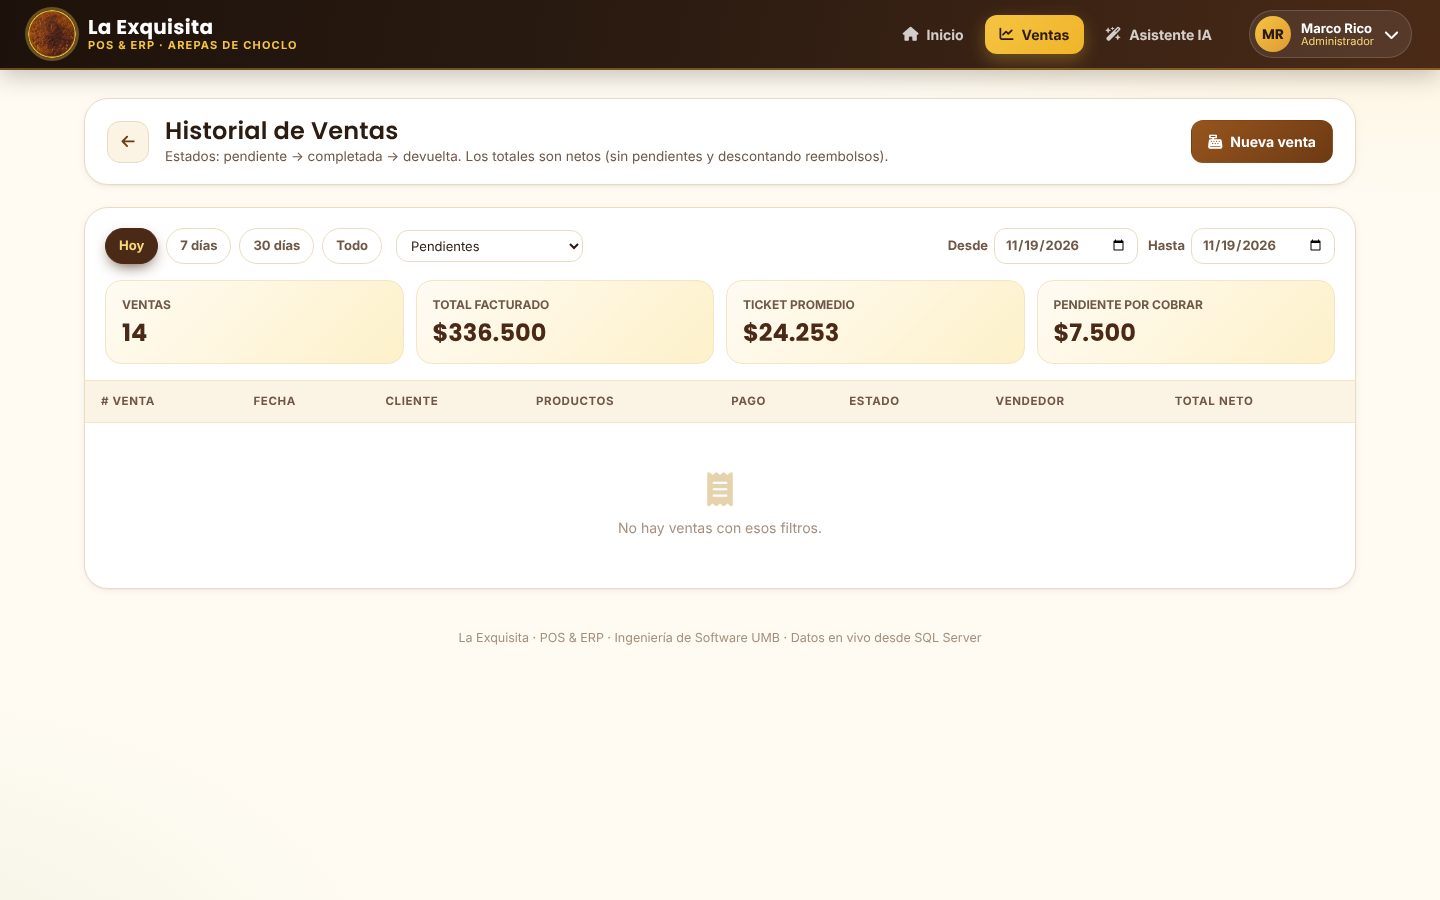 La Exquisita
POS & ERP · AREPAS DE CHOCLO
Inicio
Ventas
Asistente IA
MR
Marco Rico
Administrador
Historial de Ventas
Estados: pendiente → completada → devuelta. Los totales son netos (sin pendientes y descontando reembolsos).
Nueva venta
Hoy
7 días
30 días
Todo
Pendientes
Desde
11/19/2026
Hasta
11/19/2026
VENTAS
14
TOTAL FACTURADO
$336.500
TICKET PROMEDIO
$24.253
PENDIENTE POR COBRAR
$7.500
# VENTA
FECHA
CLIENTE
PRODUCTOS
PAGO
ESTADO
VENDEDOR
TOTAL NETO
No hay ventas con esos filtros.
La Exquisita · POS & ERP · Ingeniería de Software UMB · Datos en vivo desde SQL Server